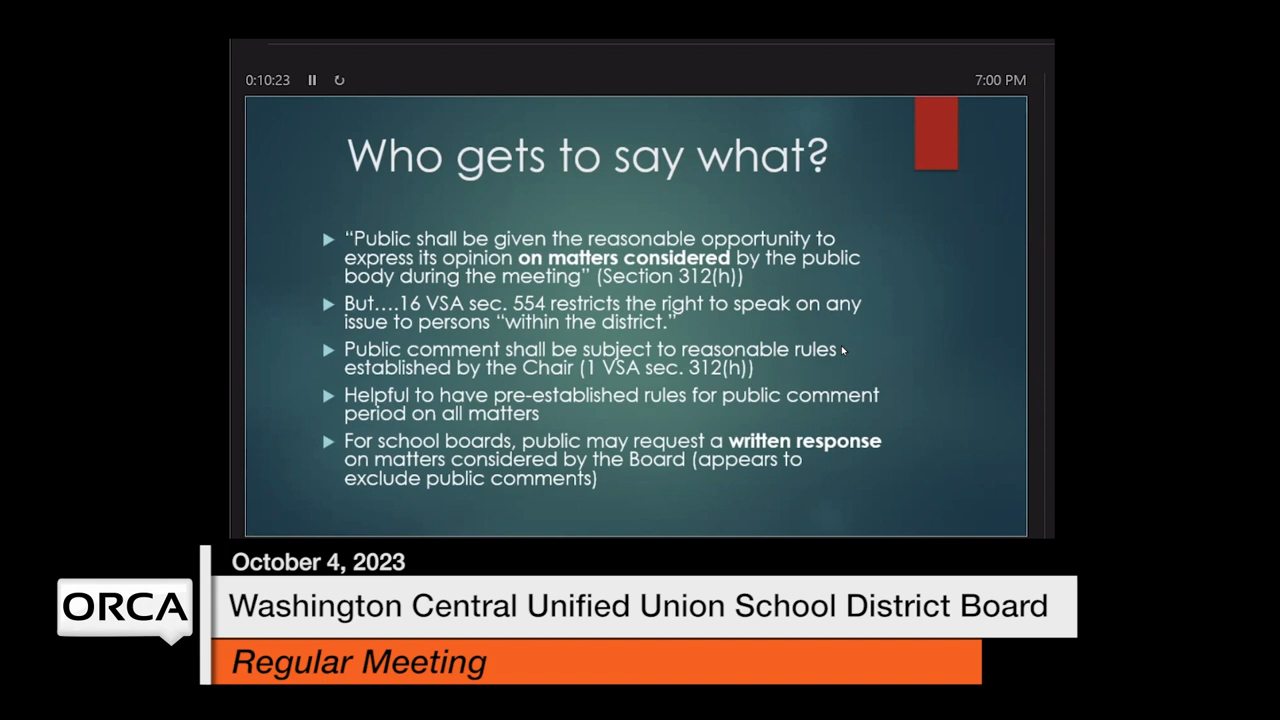 0:10:23
7:00 PM
Who gets to say what?
“Public shall be given the reasonable opportunity to
express its opinion on matters considered by the public
body during the meeting” (Section 312(h))
But….16 VSA sec. 554 restricts the right to speak on any
issue to persons “within the district.”
Public comment shall be subject to reasonable rules
established by the Chair (1 VSA sec. 312(h))
Helpful to have pre-established rules for public comment
period on all matters
For school boards, public may request a written response
on matters considered by the Board (appears to
exclude public comments)
October 4, 2023
ORCA
Washington Central Unified Union School District Board
Regular Meeting